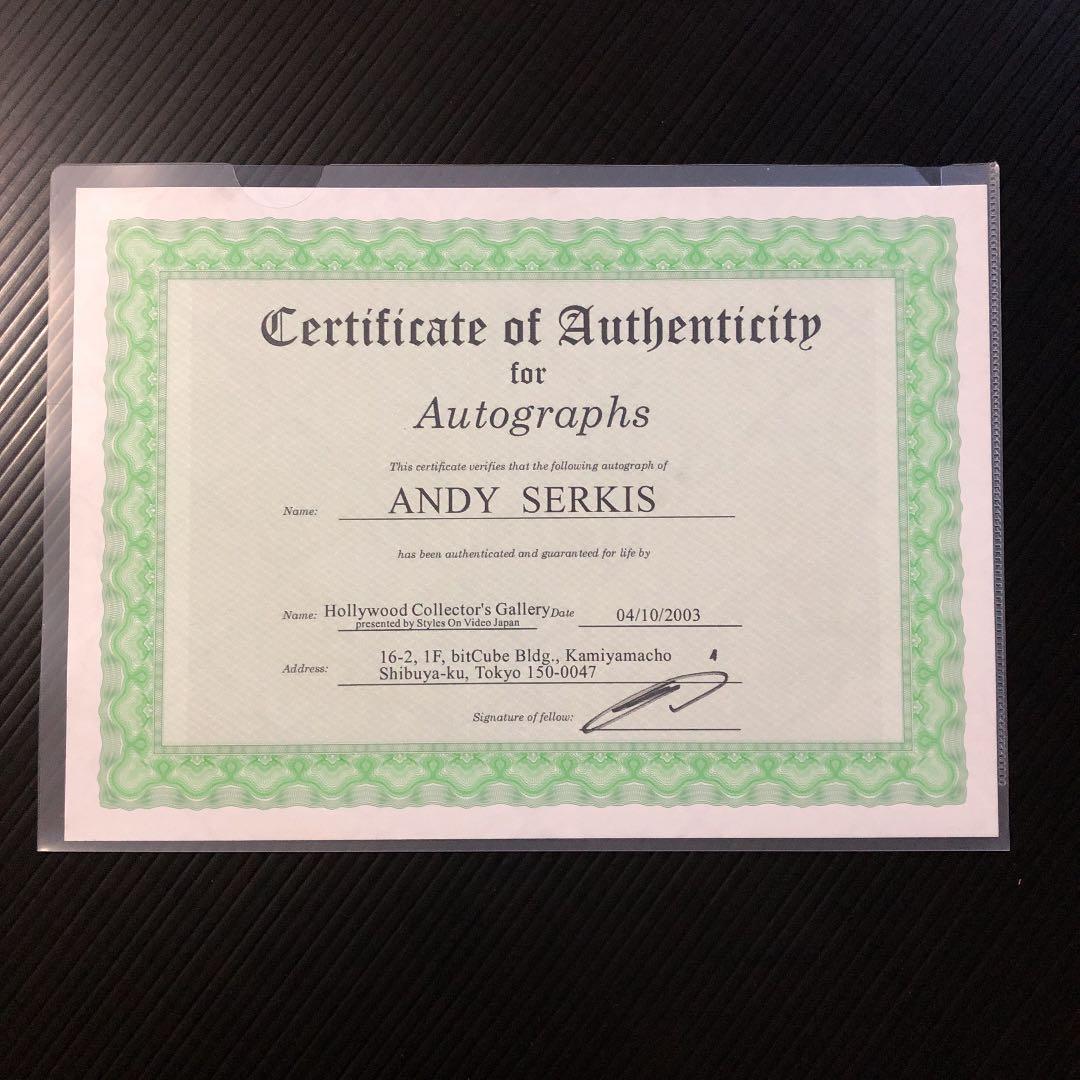 Certificate of Authenticity
for
Autographs
This certificate verifies that the following autograph of
Name: ANDY SERKIS
has been authenticated and guaranteed for life by
Name: Hollywood Collector's Gallery Date 04/10/2003
presented by Styles On Video Japan
Address: 16-2, 1F, bitCube Bldg., Kamiyamacho
Shibuya-ku, Tokyo 150-0047
Signature of fellow: